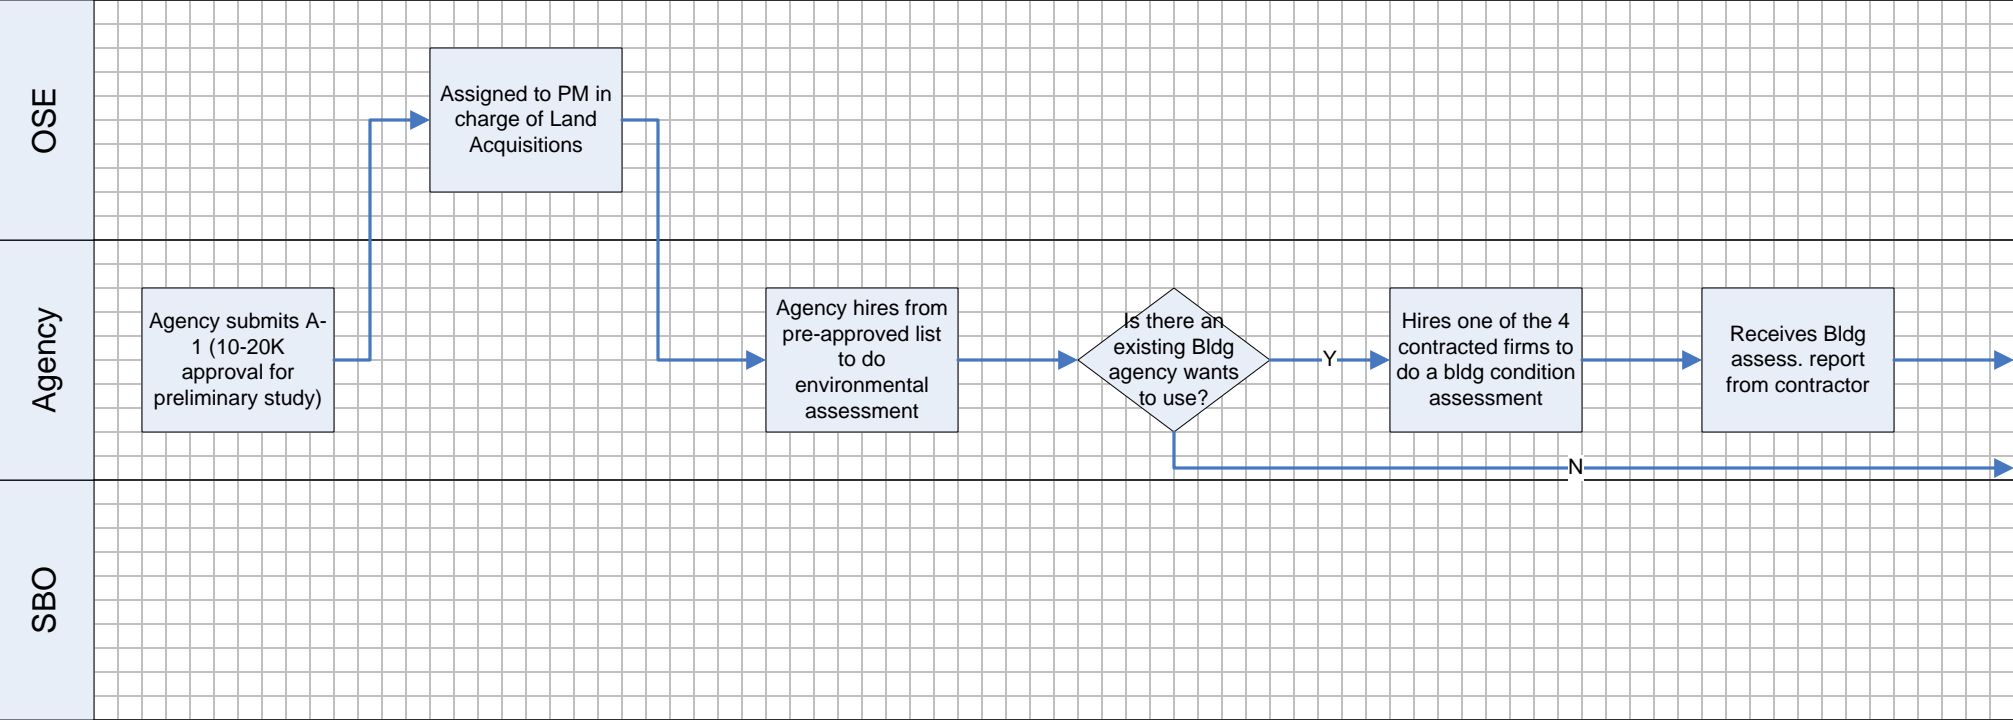 OSE
Assigned to PM in
charge of Land
Acquisitions
Agency
Agency submits A-
1 (10-20K
approval for
preliminary study)
Agency hires from
pre-approved list
to do
environmental
assessment
Is there an
existing Bldg
agency wants
to use?
Y
Hires one of the 4
contracted firms to
do a bldg condition
assessment
Receives Bldg
assess. report
from contractor
N
SBO